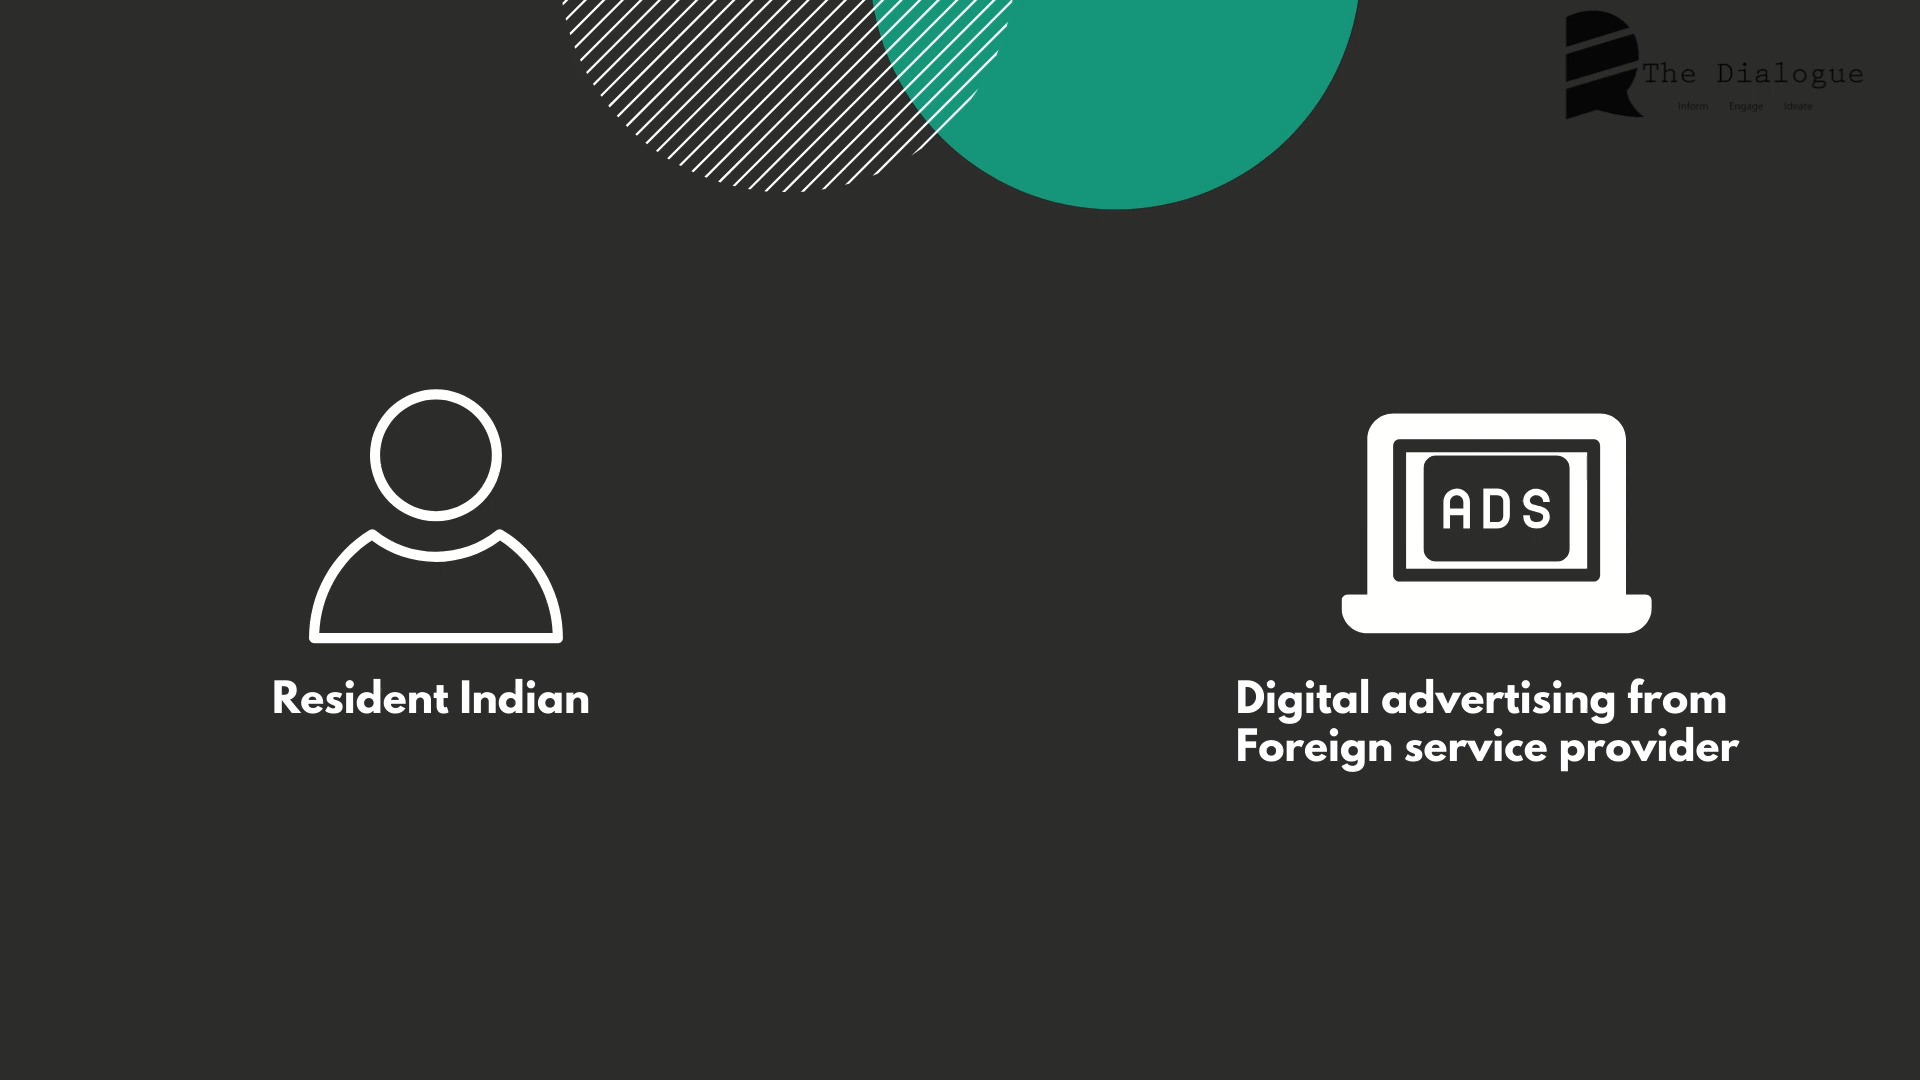 The Dialogue
Inform Engage Ideate
ADS
Resident Indian
Digital advertising from
Foreign service provider